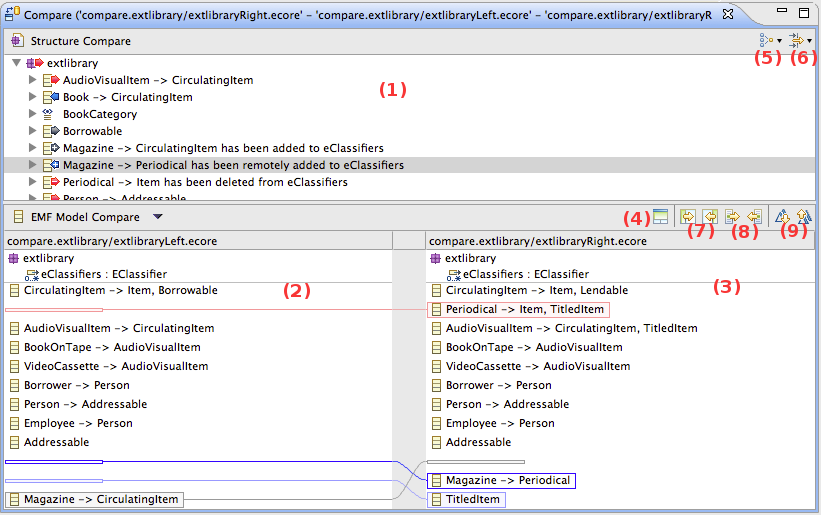 Compare ('compare.extlibrary/extlibraryRight.ecore' - 'compare.extlibrary/extlibraryLeft.ecore' - 'compare.extlibrary/extlibraryR
Structure Compare
(5) (6)
extlibrary
AudioVisualItem -> CirculatingItem
(1)
Book -> CirculatingItem
BookCategory
Borrowable
Magazine -> CirculatingItem has been added to eClassifiers
Magazine -> Periodical has been remotely added to eClassifiers
Periodical -> Item has been deleted from eClassifiers
Person -> Addressable
EMF Model Compare
(4) (7) (8) (9)
compare.extlibrary/extlibraryLeft.ecore
extlibrary
eClassifiers : EClassifier
CirculatingItem -> Item, Borrowable
(2)
AudioVisualItem -> CirculatingItem
BookOnTape -> AudioVisualItem
VideoCassette -> AudioVisualItem
Borrower -> Person
Person -> Addressable
Employee -> Person
Addressable
Magazine -> CirculatingItem
compare.extlibrary/extlibraryRight.ecore
extlibrary
eClassifiers : EClassifier
CirculatingItem -> Item, Lendable
(3)
Periodical -> Item, TitledItem
AudioVisualItem -> CirculatingItem, TitledItem
BookOnTape -> AudioVisualItem
VideoCassette -> AudioVisualItem
Borrower -> Person
Person -> Addressable
Employee -> Person
Addressable
Magazine -> Periodical
TitledItem